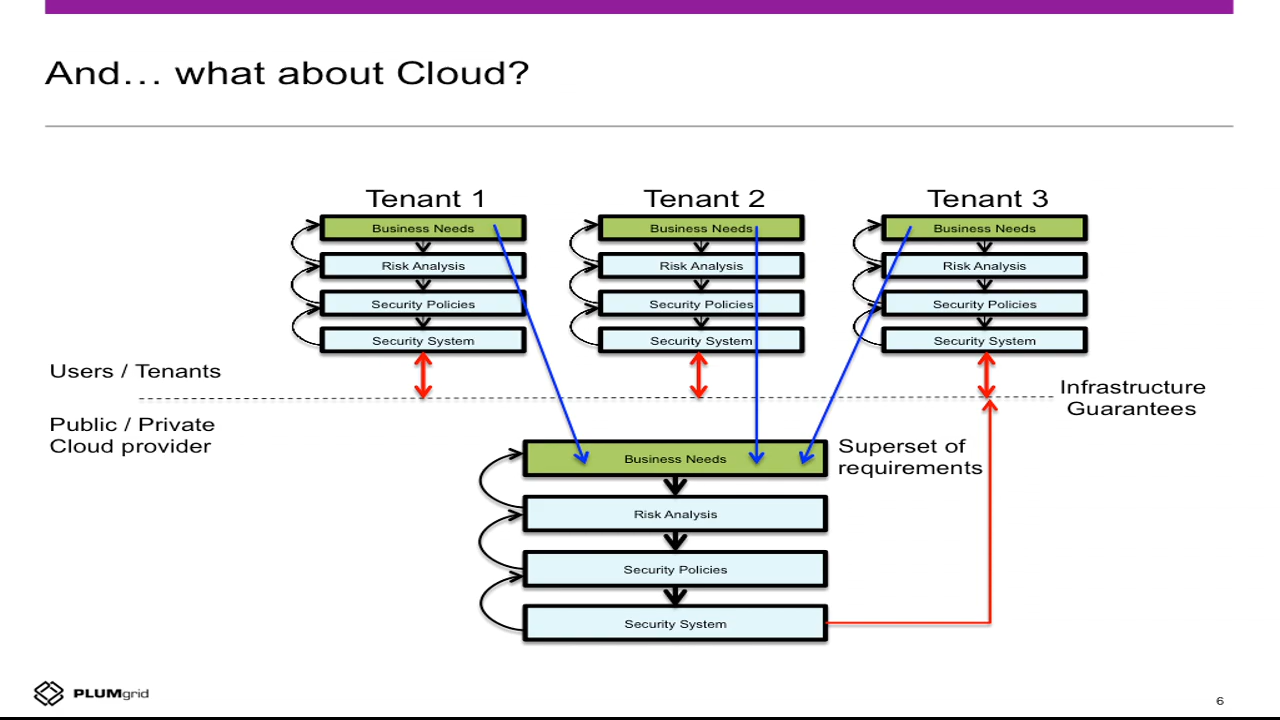 And… what about Cloud?
Tenant 1
Tenant 2
Tenant 3
Business Needs
Business Needs
Business Needs
Risk Analysis
Risk Analysis
Risk Analysis
Security Policies
Security Policies
Security Policies
Security System
Security System
Security System
Users / Tenants
Infrastructure
Guarantees
Public / Private
Cloud provider
Business Needs
Superset of
requirements
Risk Analysis
Security Policies
Security System
PLUMgrid
6